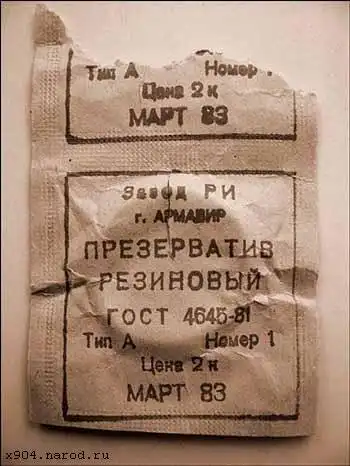 Тип А Номер 1
Цена 2 к
МАРТ 83
Завод РИ
г. АРМАВИР
ПРЕЗЕРВАТИВ
РЕЗИНОВЫЙ
ГОСТ 4645-81
Тип А Номер 1
Цена 2 к
МАРТ 83
x904.narod.ru